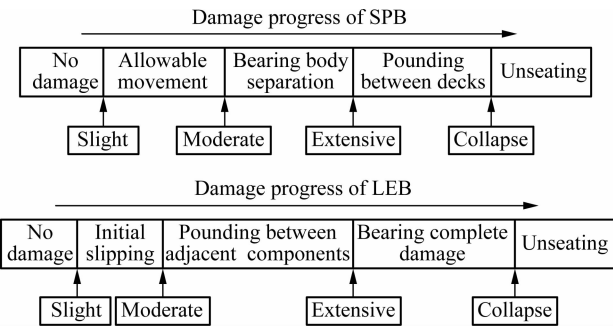 Damage progress of SPB
No damage
Allowable movement
Bearing body separation
Pounding between decks
Unseating
Slight
Moderate
Extensive
Collapse
Damage progress of LEB
No damage
Initial slipping
Pounding between adjacent components
Bearing complete damage
Unseating
Slight
Moderate
Extensive
Collapse